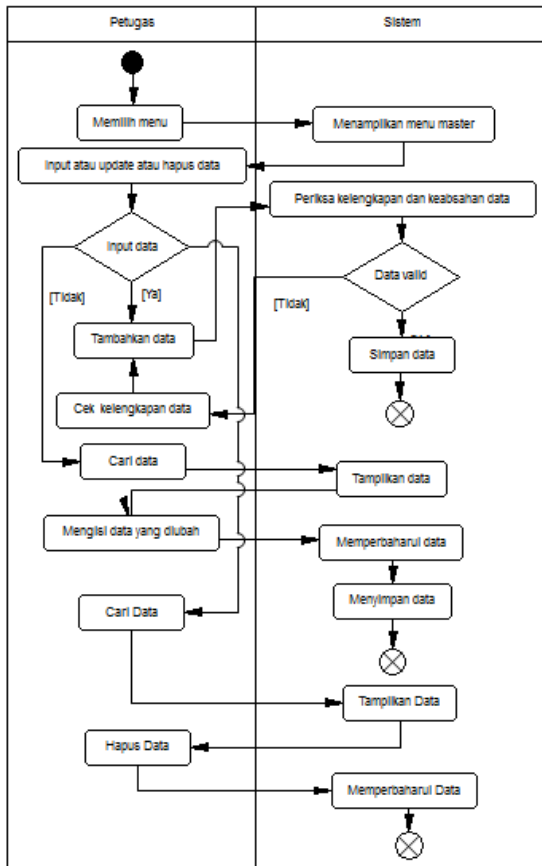 Petugas
Sistem
Memilih menu
Menampilkan menu master
Input atau update atau hapus data
Periksa kelengkapan dan keabsahan data
Input data
Data valid
[Tidak]
[Ya]
[Tidak]
Tambahkan data
Simpan data
Cek kelengkapan data
Cari data
Tampilkan data
Mengisi data yang diubah
Memperbaharui data
Cari Data
Menyimpan data
Tampilkan Data
Hapus Data
Memperbaharui Data